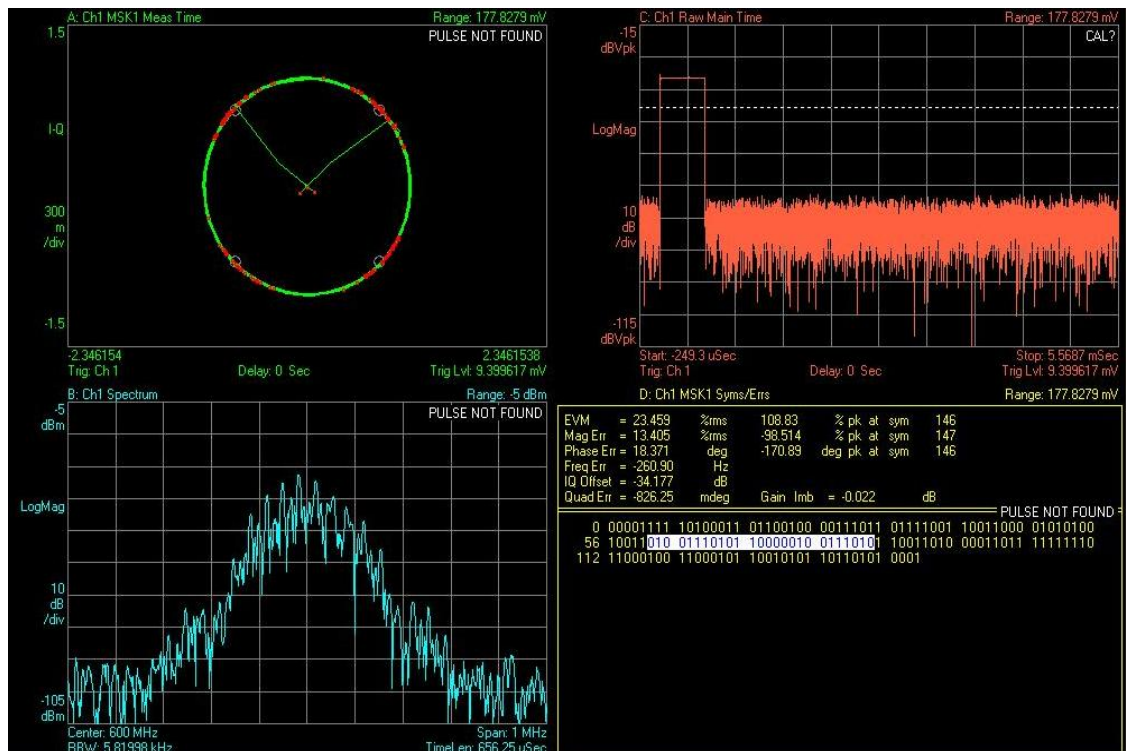 A: Ch1 MSK1 Meas Time Range: 177.8279 mV
1.5
PULSE NOT FOUND
I-Q
300
m
/div
-1.5
-2.346154 2.3461538
Trig: Ch 1 Delay: 0 Sec Trig Lvl: 9.399617 mV
C: Ch1 Raw Main Time Range: 177.8279 mV
-15
dBVpk
CAL?
LogMag
10
dB
/div
-115
dBVpk
Start: -249.3 uSec Stop: 5.5687 mSec
Trig: Ch 1 Delay: 0 Sec Trig Lvl: 9.399617 mV
B: Ch1 Spectrum Range: -5 dBm
-5
dBm
PULSE NOT FOUND
LogMag
10
dB
/div
-105
dBm
Center: 600 MHz Span: 1 MHz
RBW: 5.81998 kHz TimeLen: 656.25 uSec
D: Ch1 MSK1 Syms/Errs Range: 177.8279 mV
EVM = 23.459 %rms 108.83 % pk at sym 146
Mag Err = 13.405 %rms -98.514 % pk at sym 147
Phase Err = 18.371 deg -170.89 deg pk at sym 146
Freq Err = -260.90 Hz
IQ Offset = -34.177 dB
Quad Err = -826.25 mdeg Gain Imb = -0.022 dB
PULSE NOT FOUND
0 00001111 10100011 01100100 00111011 01111001 10011000 01010100
56 10011010 01110101 10000010 01110101 10011010 00011011 11111110
112 11000100 11000101 10010101 10110101 0001